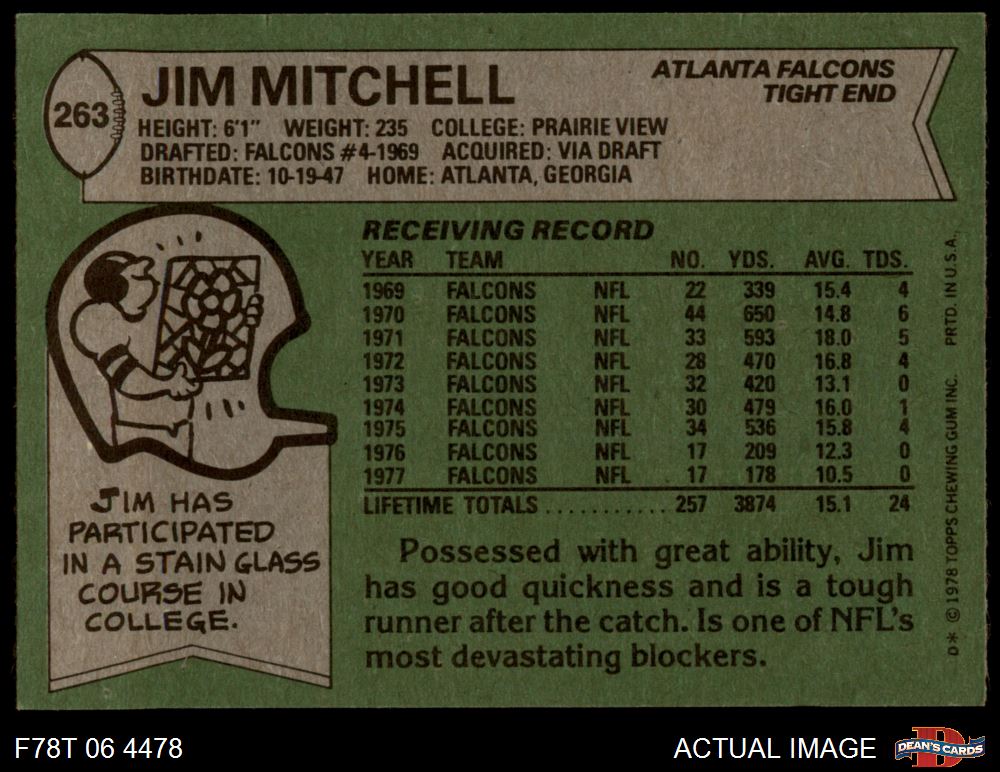 263
JIM MITCHELL
ATLANTA FALCONS
TIGHT END
HEIGHT: 6'1" WEIGHT: 235 COLLEGE: PRAIRIE VIEW
DRAFTED: FALCONS #4-1969 ACQUIRED: VIA DRAFT
BIRTHDATE: 10-19-47 HOME: ATLANTA, GEORGIA
RECEIVING RECORD
YEAR TEAM NO. YDS. AVG. TDS.
1969 FALCONS NFL 22 339 15.4 4
1970 FALCONS NFL 44 650 14.8 6
1971 FALCONS NFL 33 593 18.0 5
1972 FALCONS NFL 28 470 16.8 4
1973 FALCONS NFL 32 420 13.1 0
1974 FALCONS NFL 30 479 16.0 1
1975 FALCONS NFL 34 536 15.8 4
1976 FALCONS NFL 17 209 12.3 0
1977 FALCONS NFL 17 178 10.5 0
LIFETIME TOTALS ........... 257 3874 15.1 24
JIM HAS
PARTICIPATED
IN A STAIN GLASS
COURSE IN
COLLEGE.
Possessed with great ability, Jim
has good quickness and is a tough
runner after the catch. Is one of NFL's
most devastating blockers.
D* © 1978 TOPPS CHEWING GUM INC. PRTD. IN U.S.A.
F78T 06 4478
ACTUAL IMAGE
D
DEAN'S CARDS